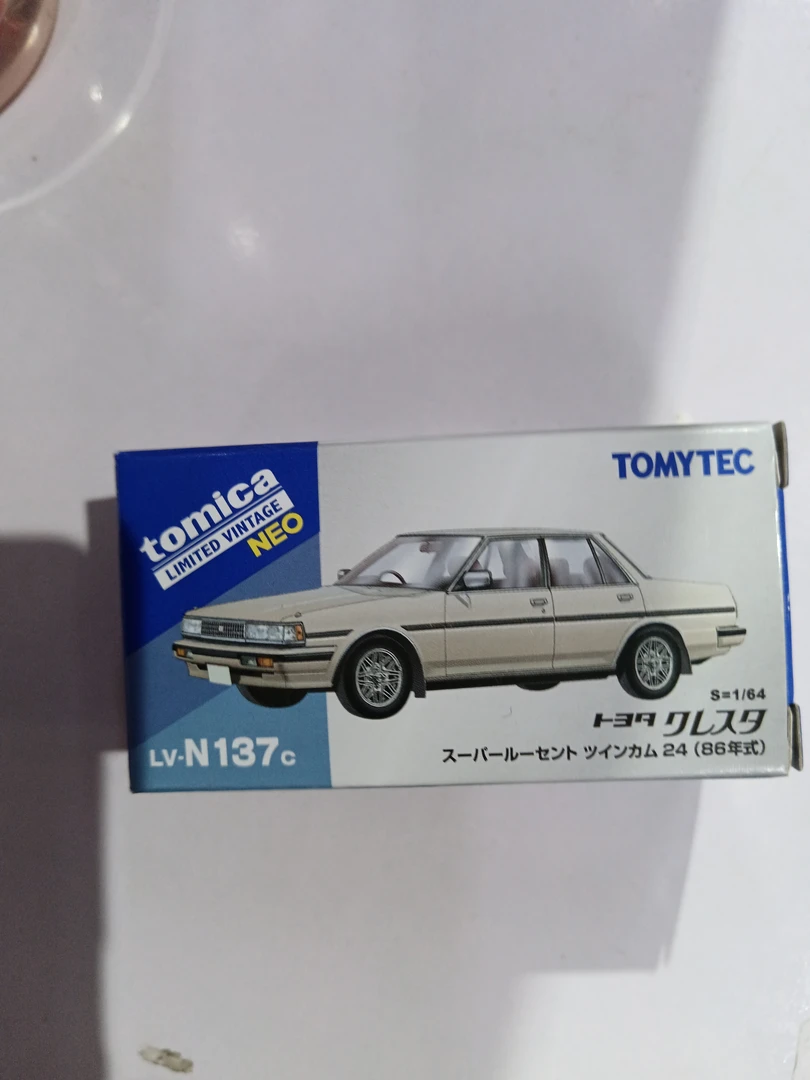 tomica
LIMITED VINTAGE
NEO
TOMYTEC
S=1/64
トヨタ クレスタ
LV-N137c
スーパールーセント ツインカム 24 (86年式)